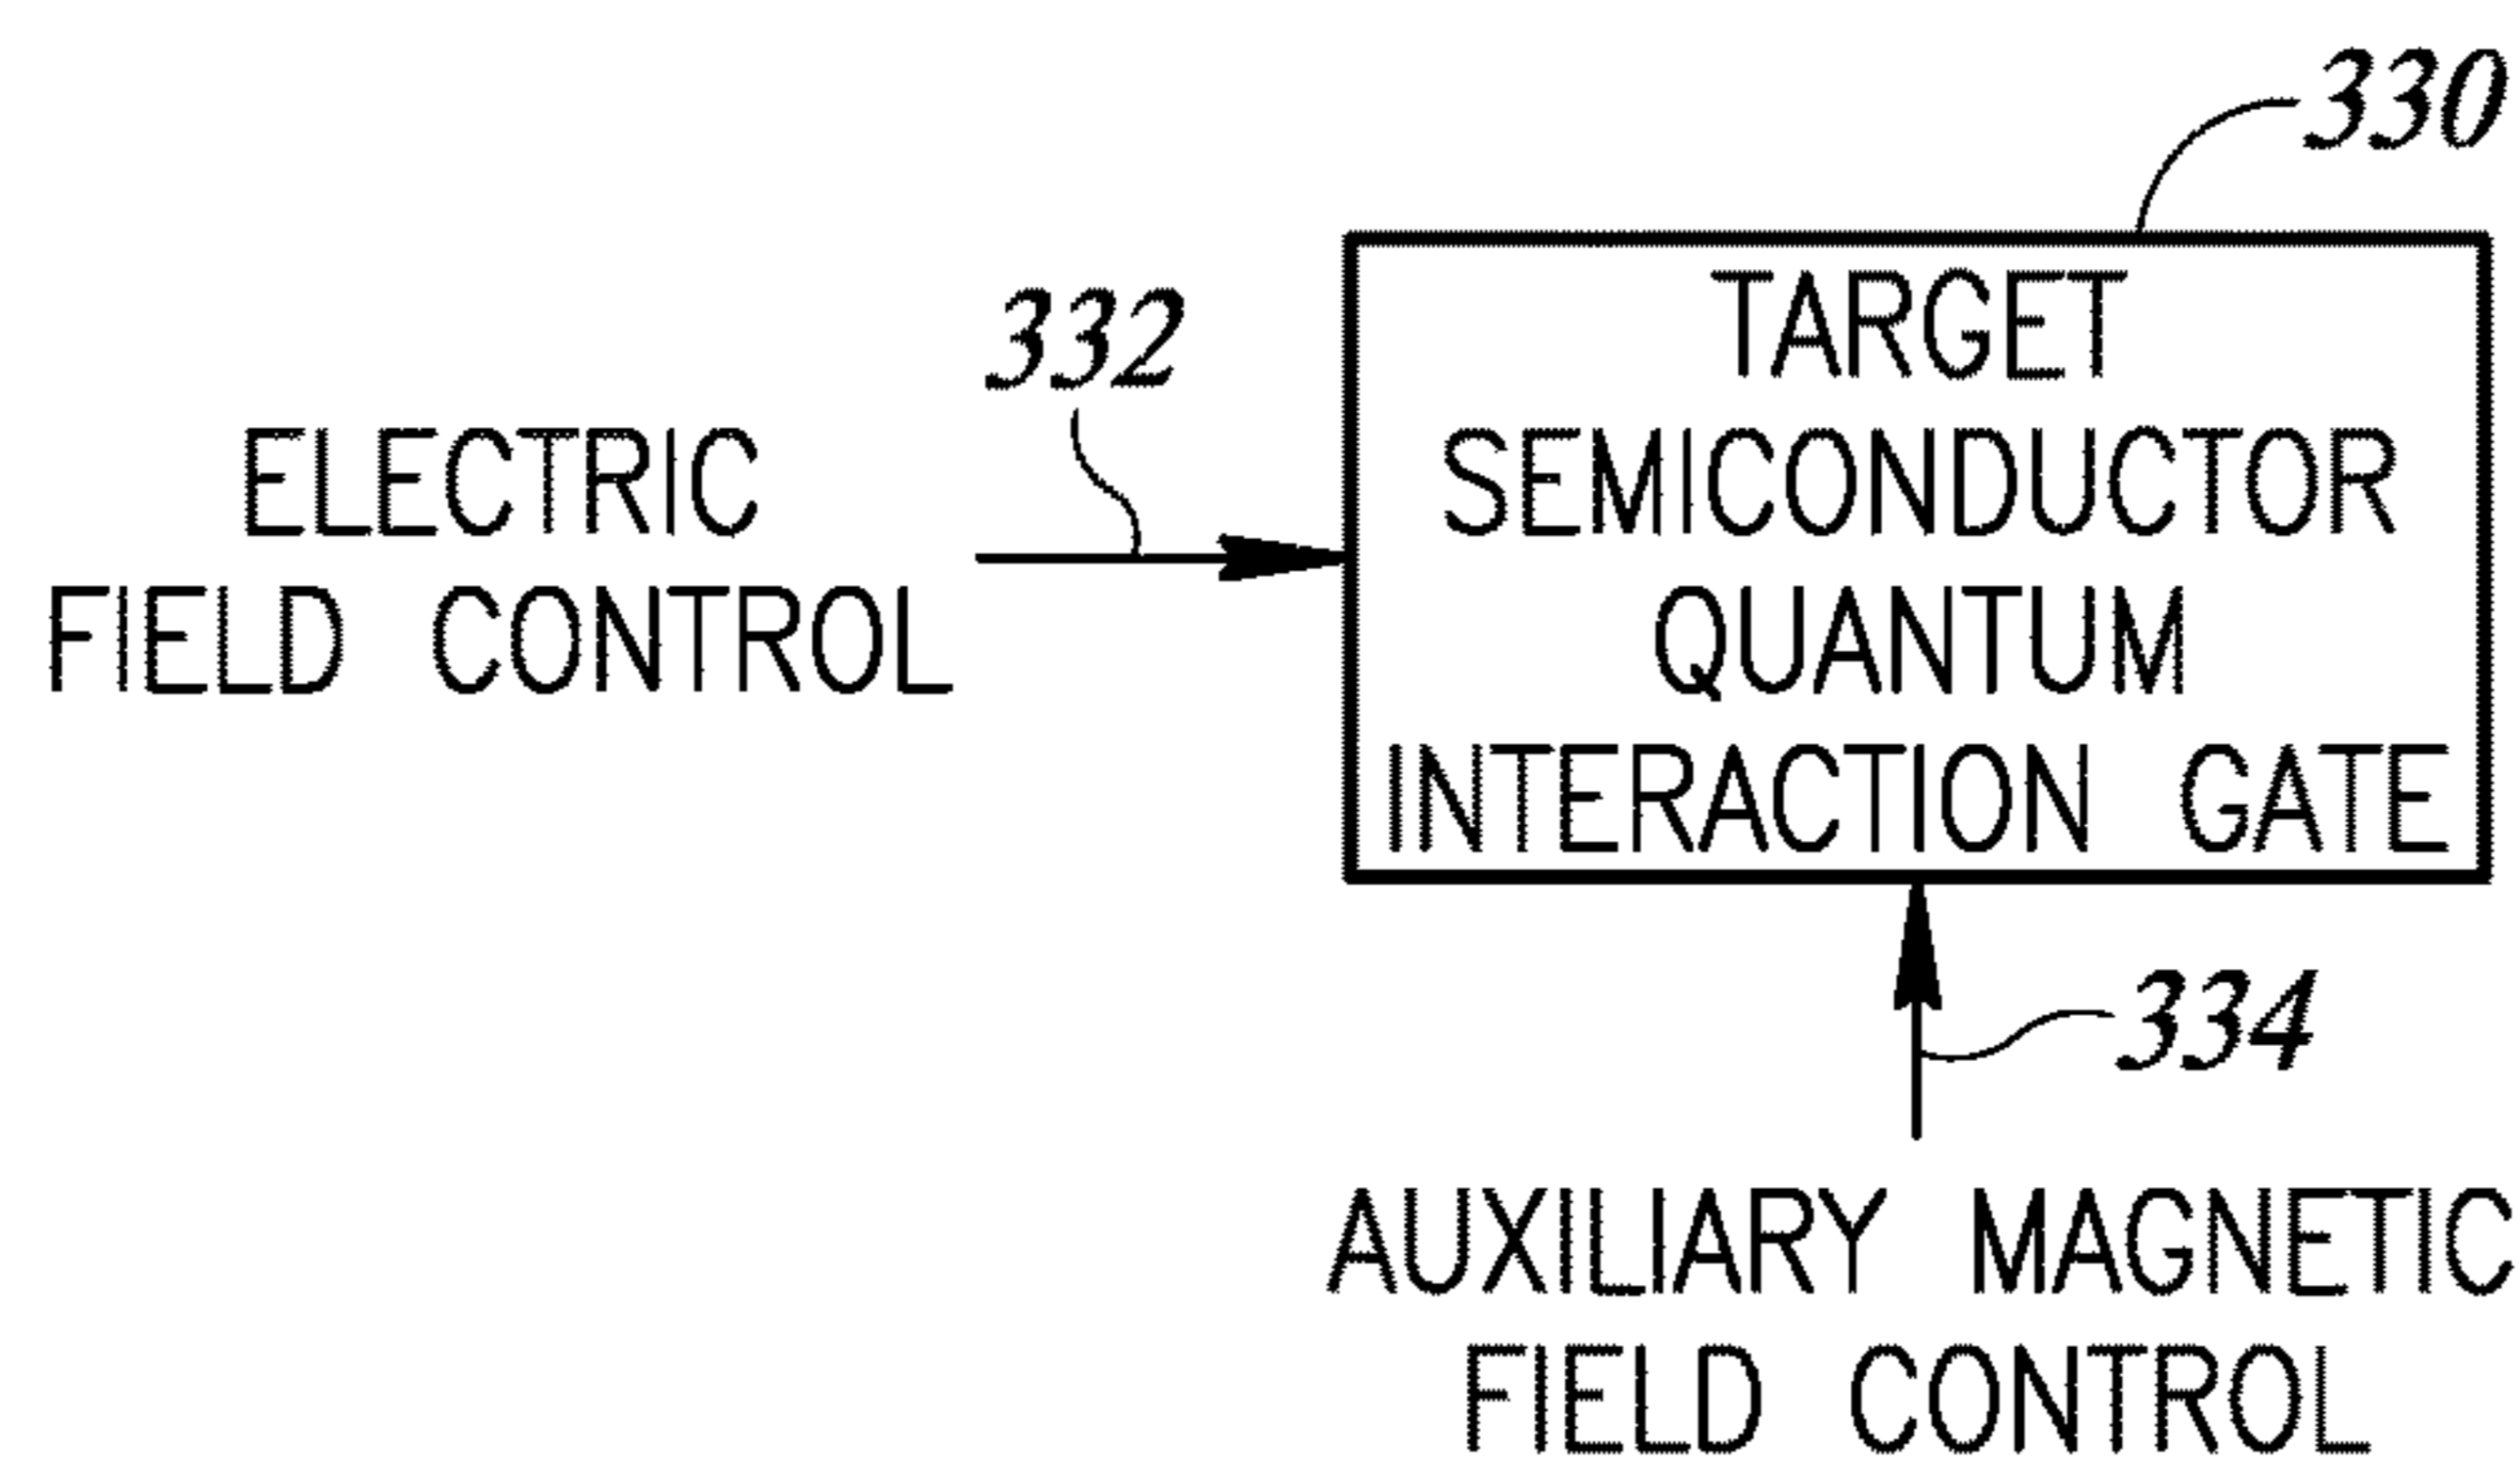 330
332
TARGET
SEMICONDUCTOR
QUANTUM
INTERACTION GATE
ELECTRIC
FIELD CONTROL
334
AUXILIARY MAGNETIC
FIELD CONTROL